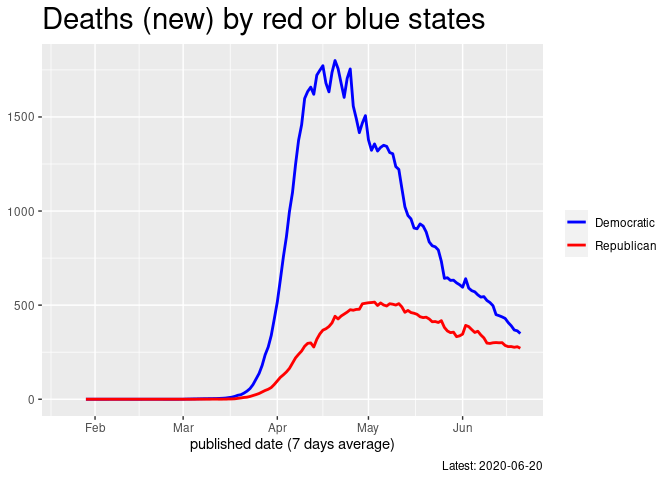 Deaths (new) by red or blue states
1500
1000
500
0
Feb
Mar
Apr
May
Jun
published date (7 days average)
Latest: 2020-06-20
Democratic
Republican